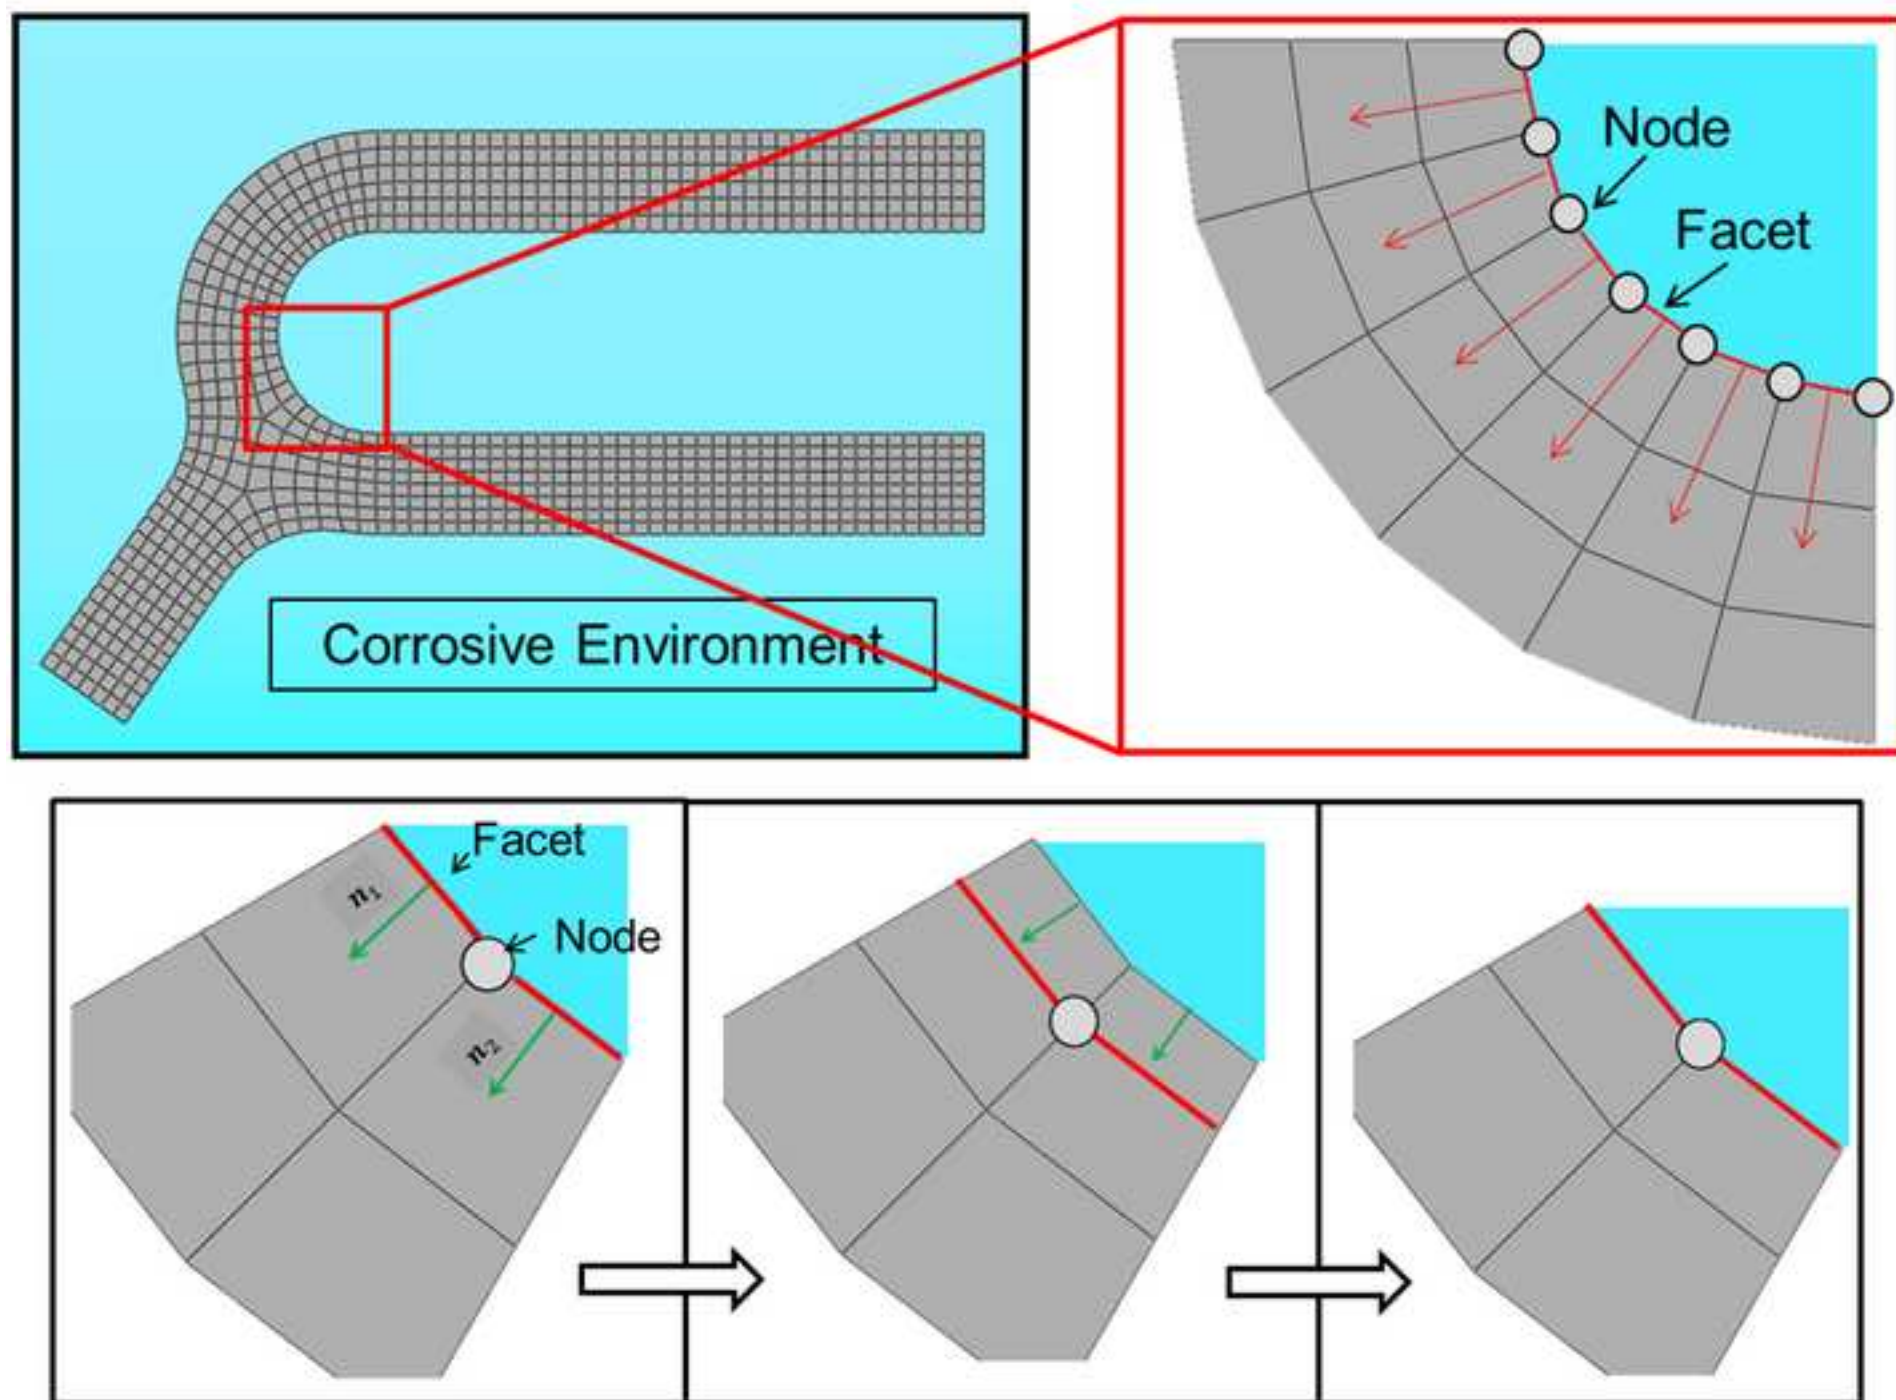 Node
Facet
Corrosive Environment
Facet
n₁
Node
n₂